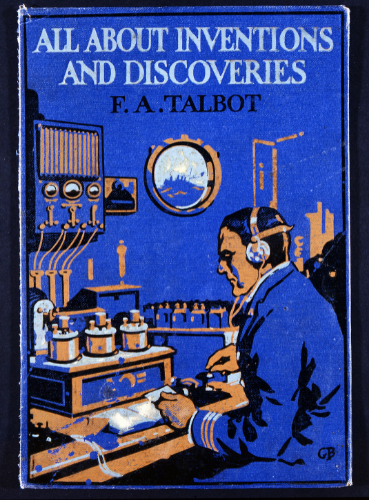 ALL ABOUT INVENTIONS
AND DISCOVERIES
F. A. TALBOT
GB